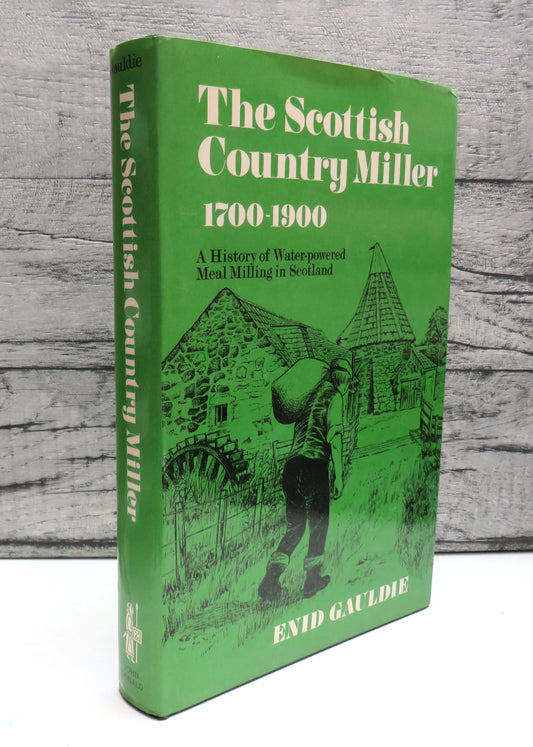 The Scottish
Country Miller
1700-1900
A History of Water-powered
Meal Milling in Scotland
ENID GAULDIE
The Scottish Country Miller
JOHN